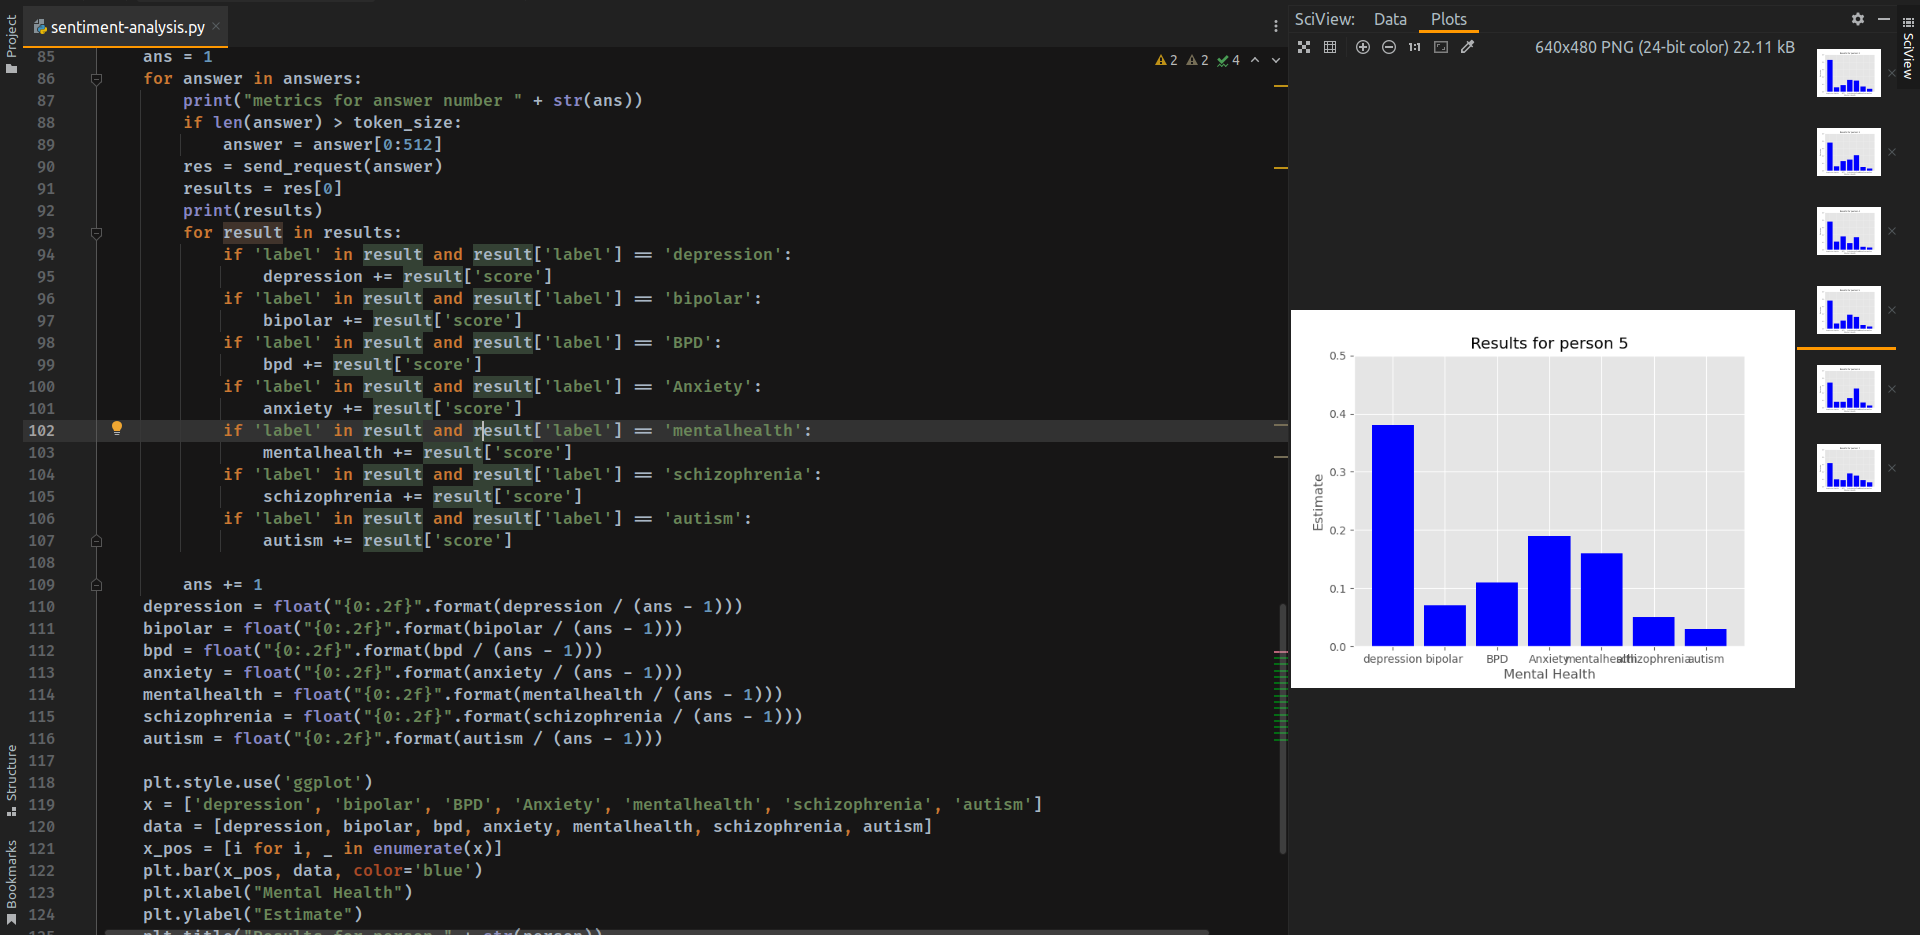 Project
sentiment-analysis.py
85 ans = 1
86 for answer in answers:
87 print("metrics for answer number " + str(ans))
88 if len(answer) > token_size:
89 answer = answer[0:512]
90 res = send_request(answer)
91 results = res[0]
92 print(results)
93 for result in results:
94 if 'label' in result and result['label'] == 'depression':
95 depression += result['score']
96 if 'label' in result and result['label'] == 'bipolar':
97 bipolar += result['score']
98 if 'label' in result and result['label'] == 'BPD':
99 bpd += result['score']
100 if 'label' in result and result['label'] == 'Anxiety':
101 anxiety += result['score']
102 if 'label' in result and result['label'] == 'mentalhealth':
103 mentalhealth += result['score']
104 if 'label' in result and result['label'] == 'schizophrenia':
105 schizophrenia += result['score']
106 if 'label' in result and result['label'] == 'autism':
107 autism += result['score']
108
109 ans += 1
110 depression = float("{0:.2f}".format(depression / (ans - 1)))
111 bipolar = float("{0:.2f}".format(bipolar / (ans - 1)))
112 bpd = float("{0:.2f}".format(bpd / (ans - 1)))
113 anxiety = float("{0:.2f}".format(anxiety / (ans - 1)))
114 mentalhealth = float("{0:.2f}".format(mentalhealth / (ans - 1)))
115 schizophrenia = float("{0:.2f}".format(schizophrenia / (ans - 1)))
116 autism = float("{0:.2f}".format(autism / (ans - 1)))
117
118 plt.style.use('ggplot')
119 x = ['depression', 'bipolar', 'BPD', 'Anxiety', 'mentalhealth', 'schizophrenia', 'autism']
120 data = [depression, bipolar, bpd, anxiety, mentalhealth, schizophrenia, autism]
121 x_pos = [i for i, _ in enumerate(x)]
122 plt.bar(x_pos, data, color='blue')
123 plt.xlabel("Mental Health")
124 plt.ylabel("Estimate")
125 plt.title("Results for person " + str(person))
2 2 4
Structure
Bookmarks
SciView: Data Plots
1:1 640x480 PNG (24-bit color) 22.11 kB
SciView
Results for person 5
0.5
0.4
0.3
0.2
0.1
0.0
Estimate
depression bipolar BPD Anxiety mentalhealth schizophrenia autism
Mental Health